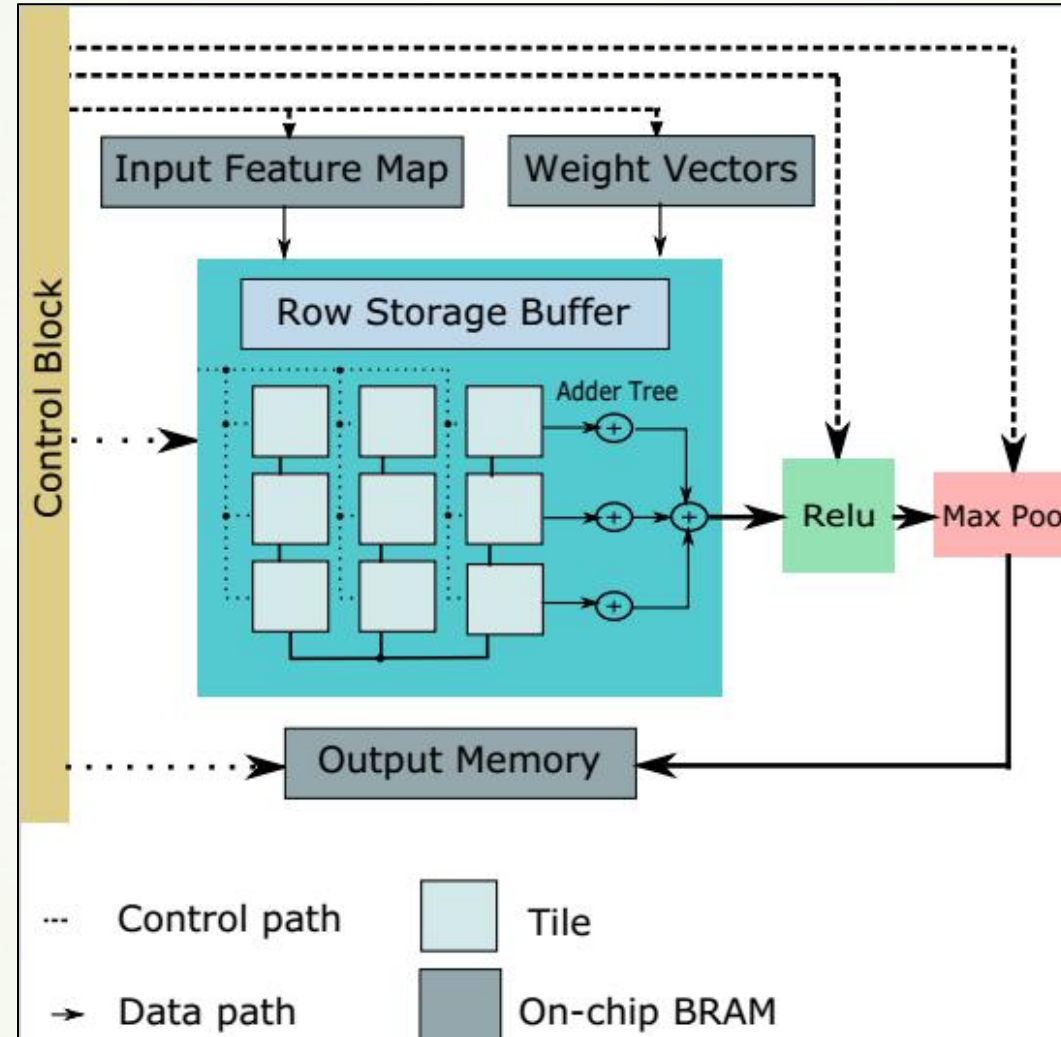 Control Block
Input Feature Map
Weight Vectors
Row Storage Buffer
Adder Tree
+
+
+
+
Relu
Max Poo
Output Memory
Control path
Tile
Data path
On-chip BRAM